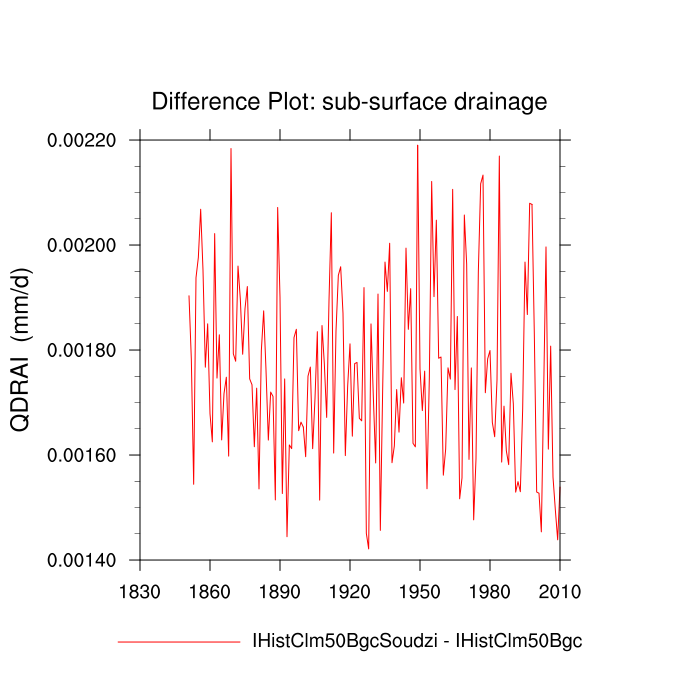 Difference Plot: sub-surface drainage
QDRAI (mm/d)
0.00220
0.00200
0.00180
0.00160
0.00140
1830 1860 1890 1920 1950 1980 2010
IHistClm50BgcSoudzi - IHistClm50Bgc